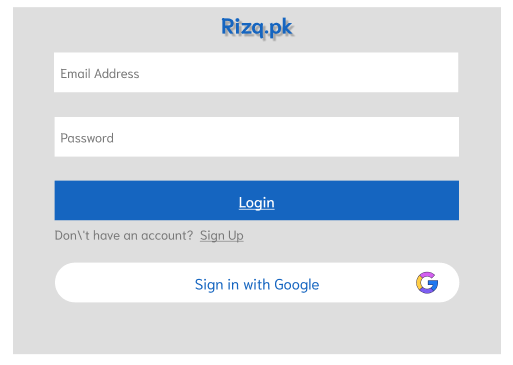 Rizq.pk
Email Address
Password
Login
Don\'t have an account? Sign Up
Sign in with Google